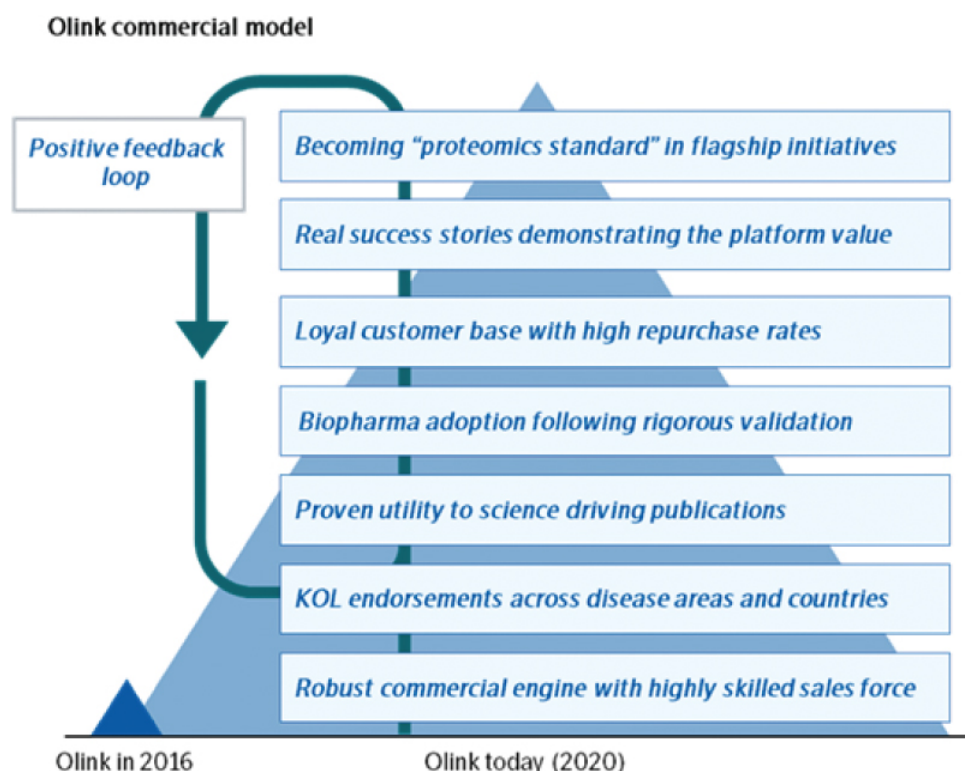 Olink commercial model
Positive feedback
loop
Becoming “proteomics standard” in flagship initiatives
Real success stories demonstrating the platform value
Loyal customer base with high repurchase rates
Biopharma adoption following rigorous validation
Proven utility to science driving publications
KOL endorsements across disease areas and countries
Robust commercial engine with highly skilled sales force
Olink in 2016
Olink today (2020)